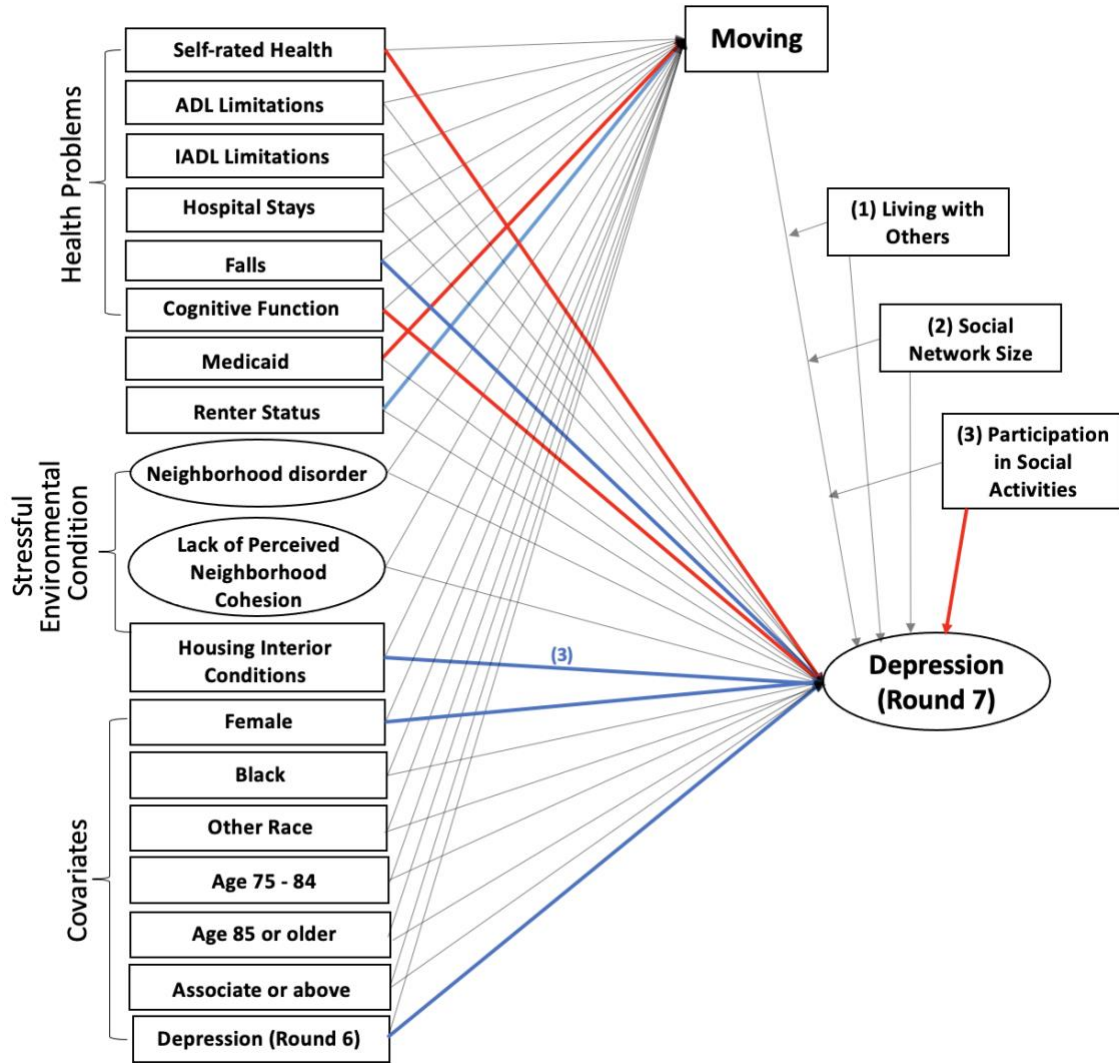 Health Problems
Self-rated Health
ADL Limitations
IADL Limitations
Hospital Stays
Falls
Cognitive Function
Medicaid
Renter Status
Stressful
Environmental
Condition
Neighborhood disorder
Lack of Perceived
Neighborhood
Cohesion
Housing Interior
Conditions
Covariates
Female
Black
Other Race
Age 75 - 84
Age 85 or older
Associate or above
Depression (Round 6)
Moving
(1) Living with
Others
(2) Social
Network Size
(3) Participation
in Social
Activities
(3)
Depression
(Round 7)